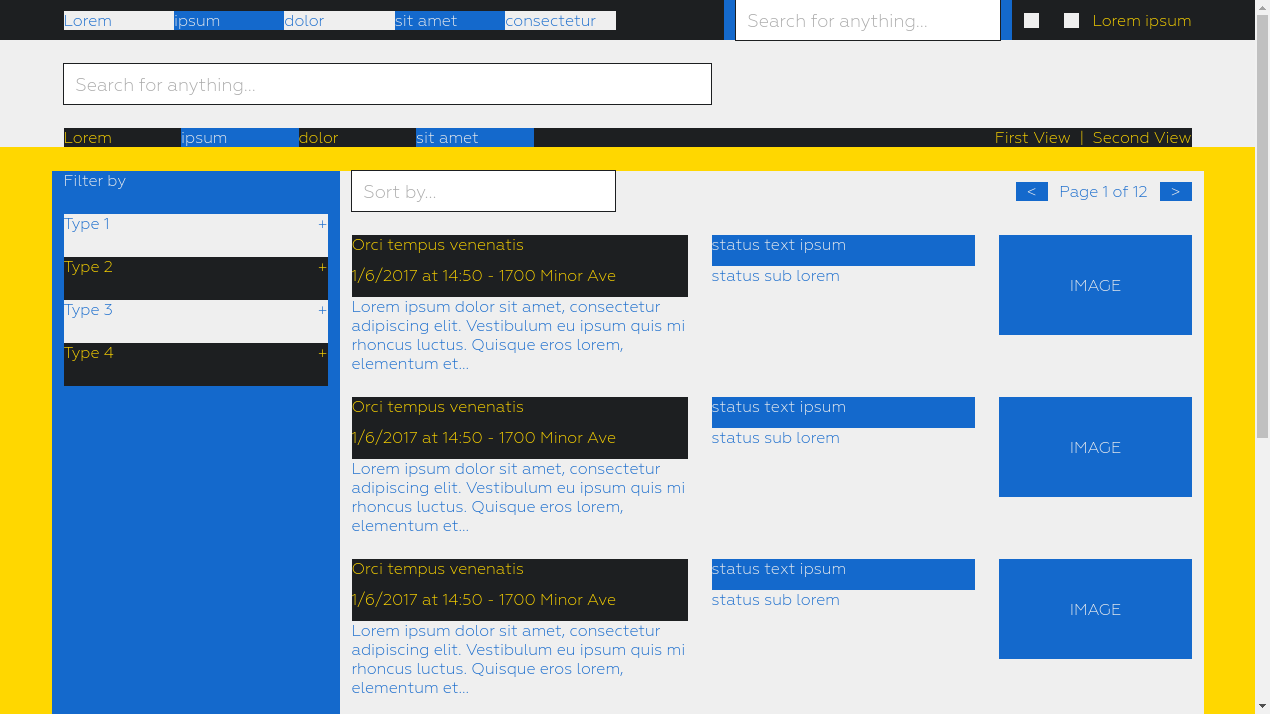 Lorem ipsum dolor sit amet consectetur Search for anything... Lorem ipsum
Search for anything...
Lorem ipsum dolor sit amet First View | Second View
Filter by
Type 1 +
Type 2 +
Type 3 +
Type 4 +
Sort by... < Page 1 of 12 >
Orci tempus venenatis
1/6/2017 at 14:50 - 1700 Minor Ave
Lorem ipsum dolor sit amet, consectetur
adipiscing elit. Vestibulum eu ipsum quis mi
rhoncus luctus. Quisque eros lorem,
elementum et...
status text ipsum
status sub lorem
IMAGE
Orci tempus venenatis
1/6/2017 at 14:50 - 1700 Minor Ave
Lorem ipsum dolor sit amet, consectetur
adipiscing elit. Vestibulum eu ipsum quis mi
rhoncus luctus. Quisque eros lorem,
elementum et...
status text ipsum
status sub lorem
IMAGE
Orci tempus venenatis
1/6/2017 at 14:50 - 1700 Minor Ave
Lorem ipsum dolor sit amet, consectetur
adipiscing elit. Vestibulum eu ipsum quis mi
rhoncus luctus. Quisque eros lorem,
elementum et...
status text ipsum
status sub lorem
IMAGE